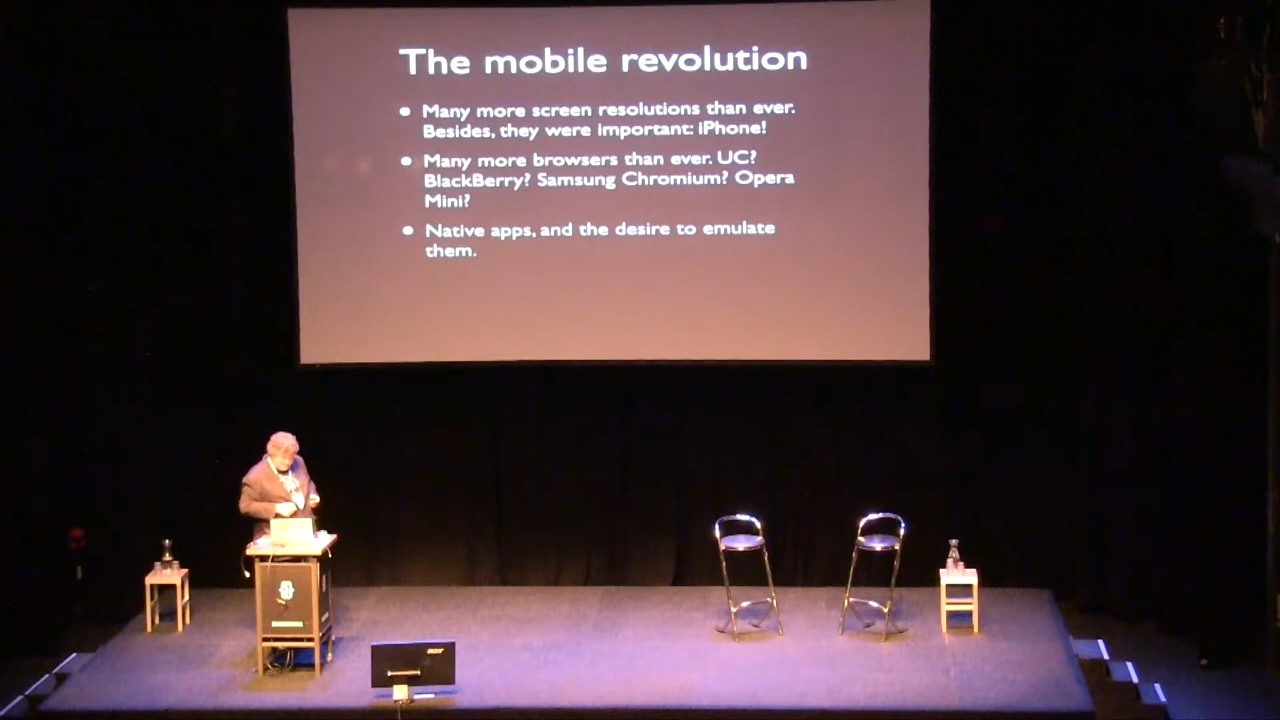 The mobile revolution
• Many more screen resolutions than ever.
Besides, they were important: iPhone!
• Many more browsers than ever. UC?
BlackBerry? Samsung Chromium? Opera
Mini?
• Native apps, and the desire to emulate
them.
acer